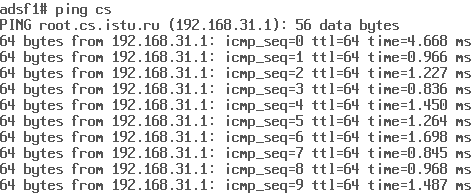 adsf1# ping cs
PING root.cs.istu.ru (192.168.31.1): 56 data bytes
64 bytes from 192.168.31.1: icmp_seq=0 ttl=64 time=4.668 ms
64 bytes from 192.168.31.1: icmp_seq=1 ttl=64 time=0.966 ms
64 bytes from 192.168.31.1: icmp_seq=2 ttl=64 time=1.227 ms
64 bytes from 192.168.31.1: icmp_seq=3 ttl=64 time=0.836 ms
64 bytes from 192.168.31.1: icmp_seq=4 ttl=64 time=1.450 ms
64 bytes from 192.168.31.1: icmp_seq=5 ttl=64 time=1.264 ms
64 bytes from 192.168.31.1: icmp_seq=6 ttl=64 time=1.698 ms
64 bytes from 192.168.31.1: icmp_seq=7 ttl=64 time=0.845 ms
64 bytes from 192.168.31.1: icmp_seq=8 ttl=64 time=0.968 ms
64 bytes from 192.168.31.1: icmp_seq=9 ttl=64 time=1.487 ms